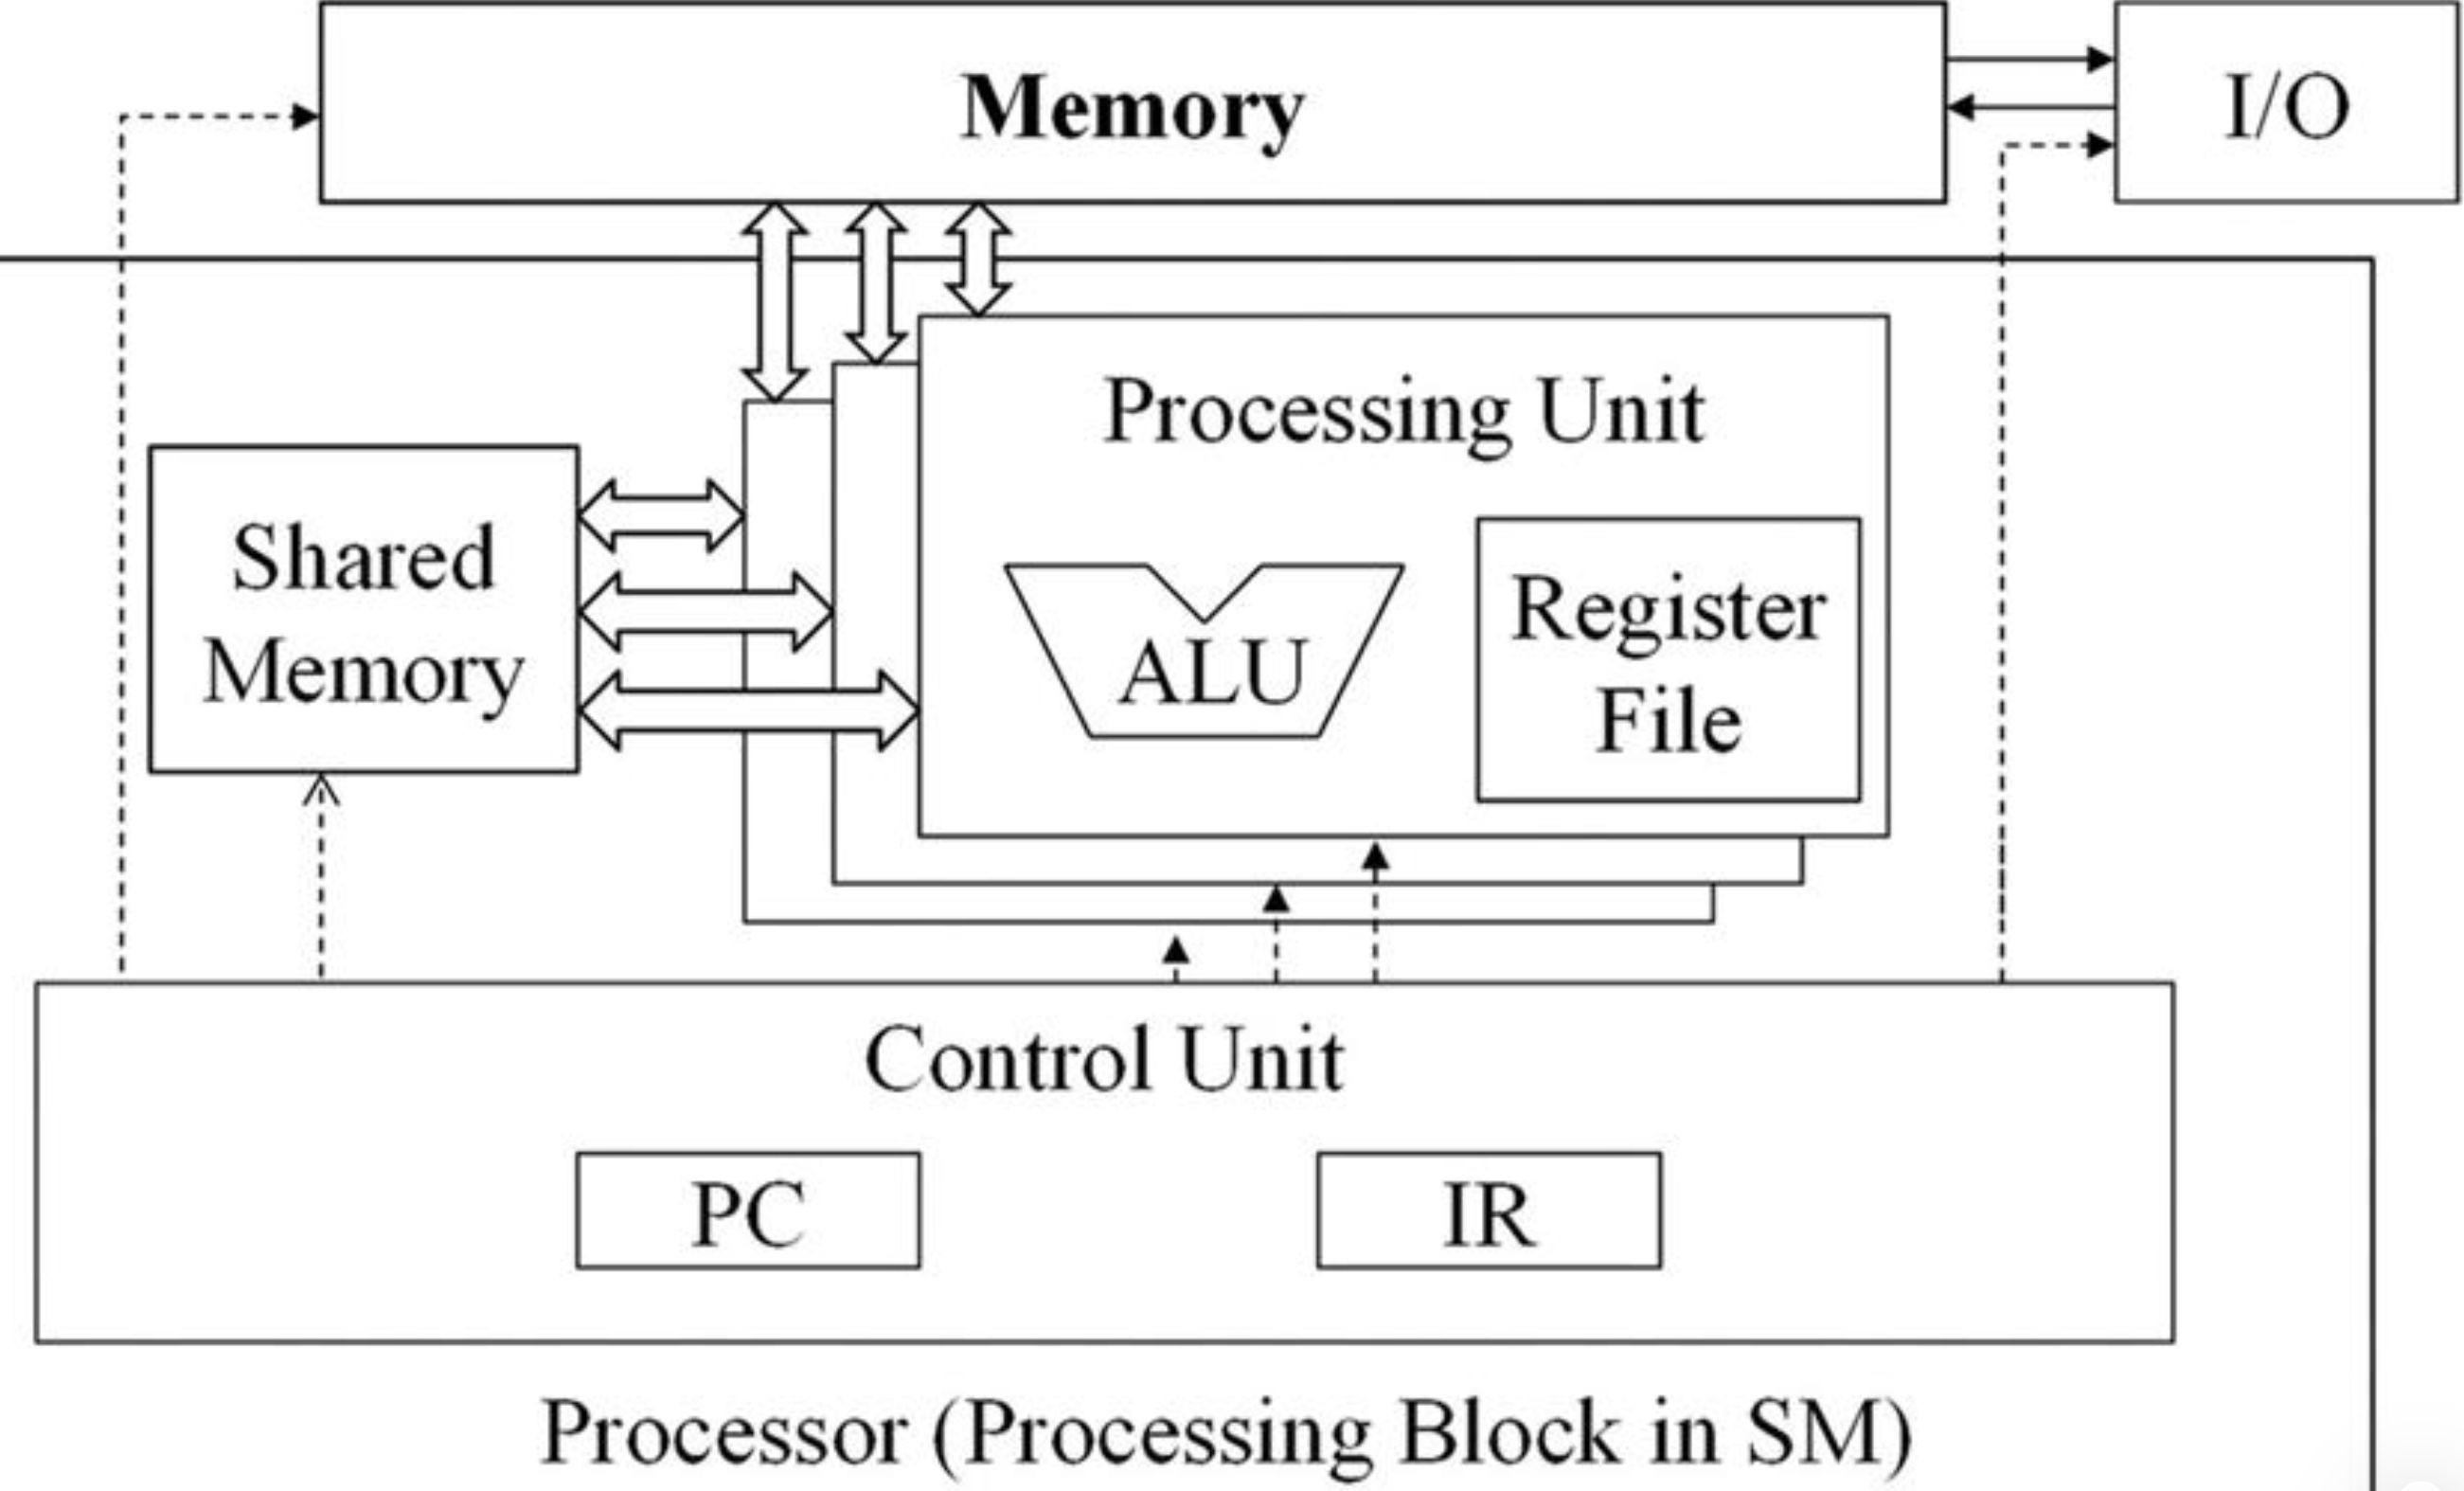 Memory
I/O
Processing Unit
Shared
Memory
ALU
Register
File
Control Unit
PC
IR
Processor (Processing Block in SM)